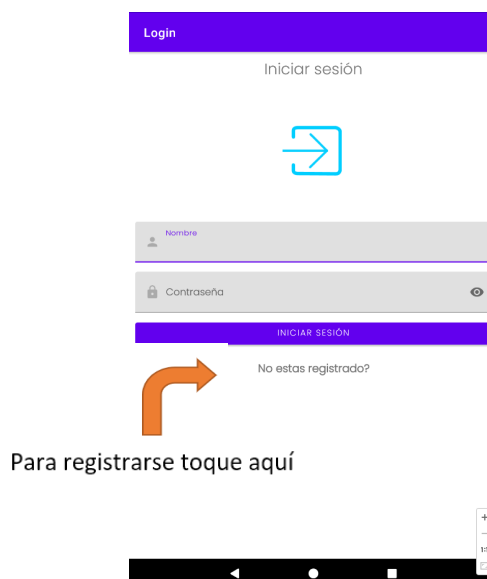 Login
Iniciar sesión
Nombre
Contraseña
INICIAR SESIÓN
No estas registrado?
Para registrarse toque aquí